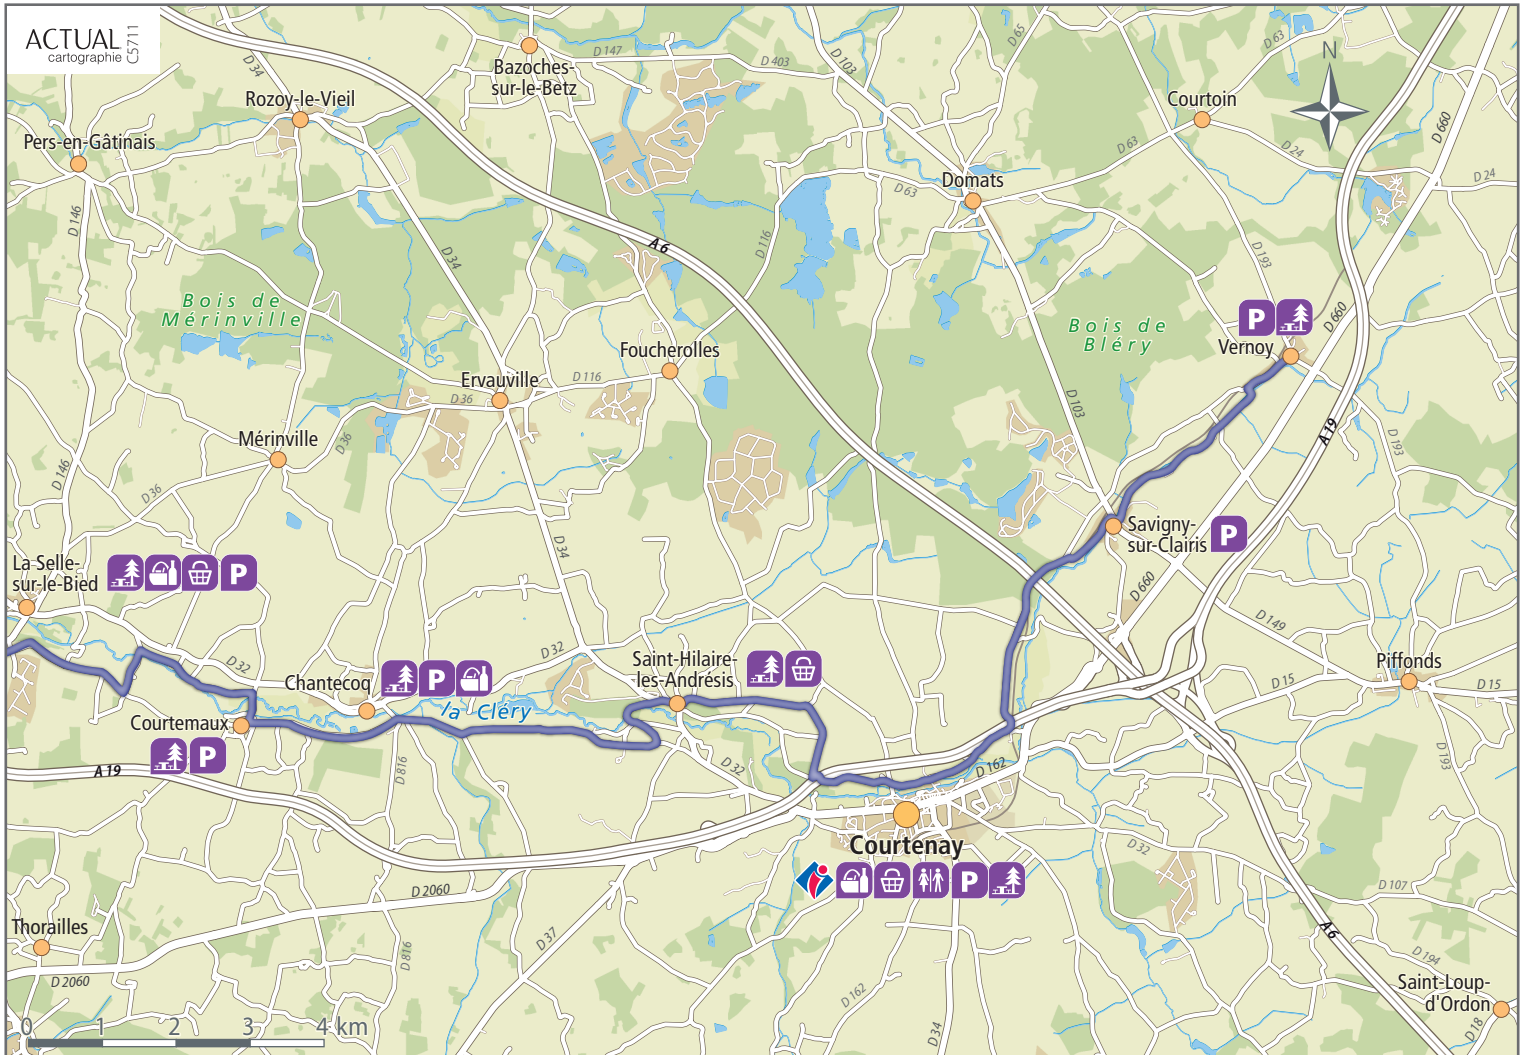 ACTUAL
cartographie
C5711
D 34
Bazoches-
sur-le-Betz
D 147
D 403
D 103
D 65
D 63
N
Rozoy-le-Vieil
Courtoin
D 660
Pers-en-Gâtinais
D 63
D 24
D 24
Domats
D 63
D 146
D 34
A 6
D 116
D 193
Bois de
Mérinville
P
D 660
Bois de
Bléry
Vernoy
Foucherolles
Ervauville
D 116
D 36
D 103
A 19
Mérinville
D 36
D 193
D 146
D 36
Savigny-
sur-Clairis
P
D 34
La Selle-
sur-le-Bied
P
D 660
D 149
D 32
D 32
Saint-Hilaire-
les-Andrésis
Piffonds
Chantecoq
P
D 15
D 15
la Cléry
Courtemaux
P
A 19
D 816
D 32
D 162
D 193
Courtenay
P
D 32
D 2060
D 107
Thorailles
D 37
A 6
D 816
D 194
D 2060
D 162
Saint-Loup-
d'Ordon
D 34
D 18
0 1 2 3 4 km